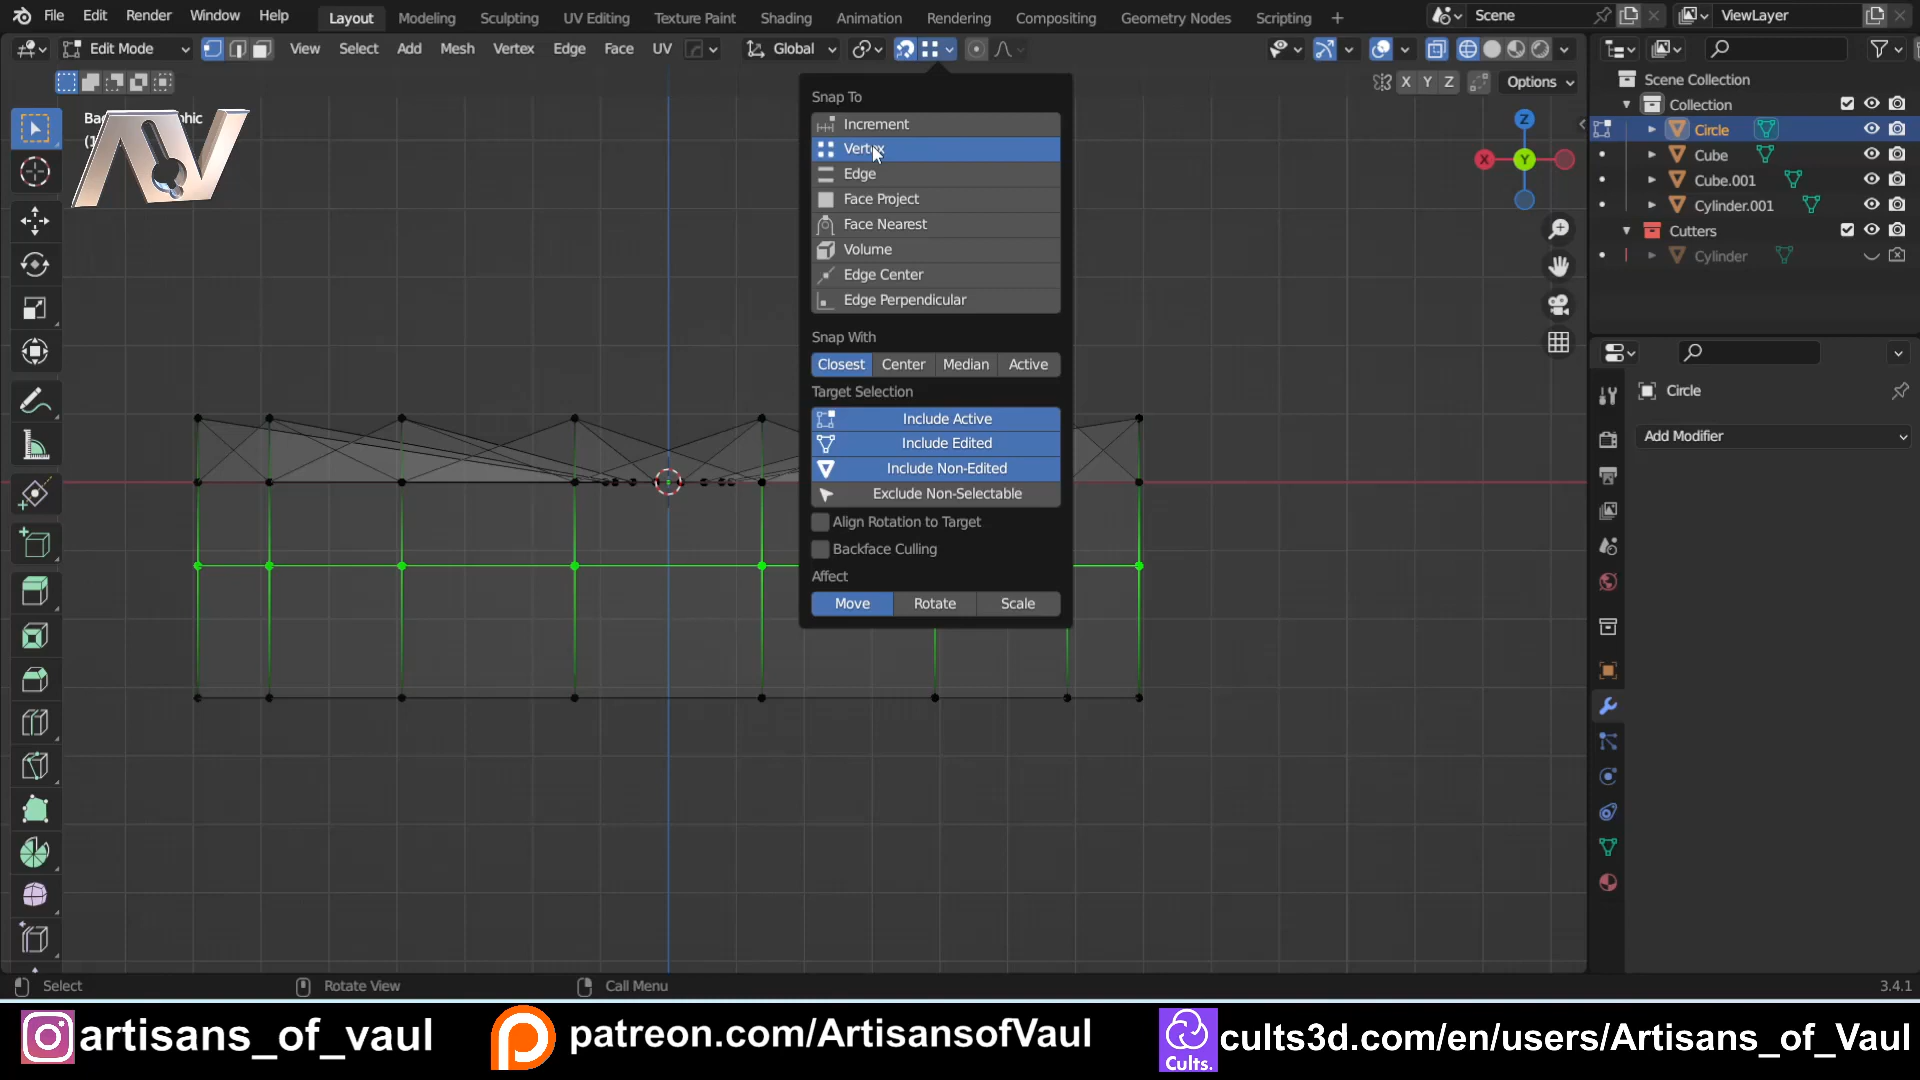 File Edit Render Window Help Layout Modeling Sculpting UV Editing Texture Paint Shading Animation Rendering Compositing Geometry Nodes Scripting + Scene ViewLayer
Edit Mode View Select Add Mesh Vertex Edge Face UV Global
X Y Z Options
Scene Collection
Collection
Circle
Cube
Cube.001
Cylinder.001
Cutters
Cylinder
Snap To
Increment
Vertex
Edge
Face Project
Face Nearest
Volume
Edge Center
Edge Perpendicular
Snap With
Closest Center Median Active
Target Selection
Include Active
Include Edited
Include Non-Edited
Exclude Non-Selectable
Align Rotation to Target
Backface Culling
Affect
Move Rotate Scale
AV
Z
X Y
Circle
Add Modifier
Select Rotate View Call Menu 3.4.1
artisans_of_vaul patreon.com/ArtisansofVaul Cults. cults3d.com/en/users/Artisans_of_Vaul